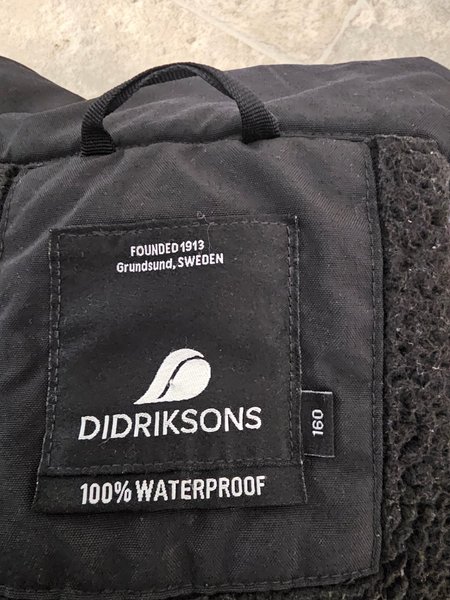 FOUNDED 1913
Grundsund, SWEDEN
DIDRIKSONS
160
100% WATERPROOF